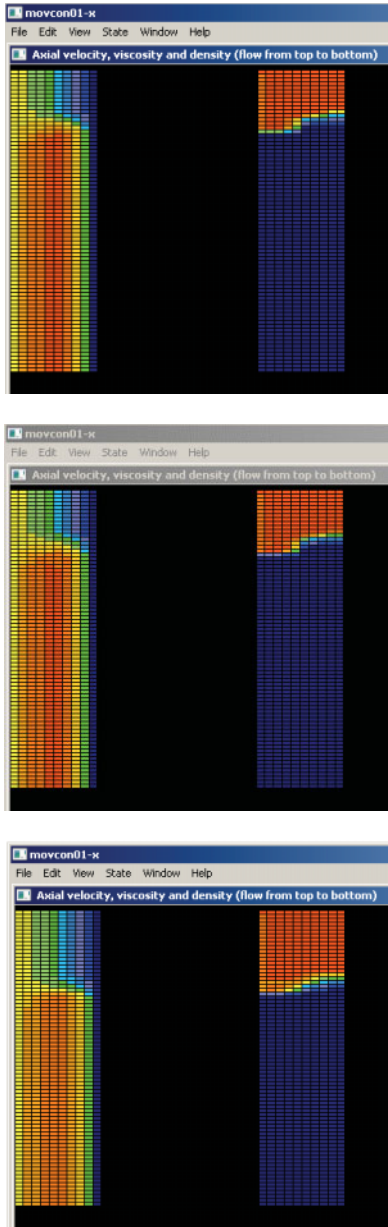 movcon01-x
File Edit View State Window Help
Axial velocity, viscosity and density (flow from top to bottom)
movcon01-x
File Edit View State Window Help
Axial velocity, viscosity and density (flow from top to bottom)
movcon01-x
File Edit View State Window Help
Axial velocity, viscosity and density (flow from top to bottom)